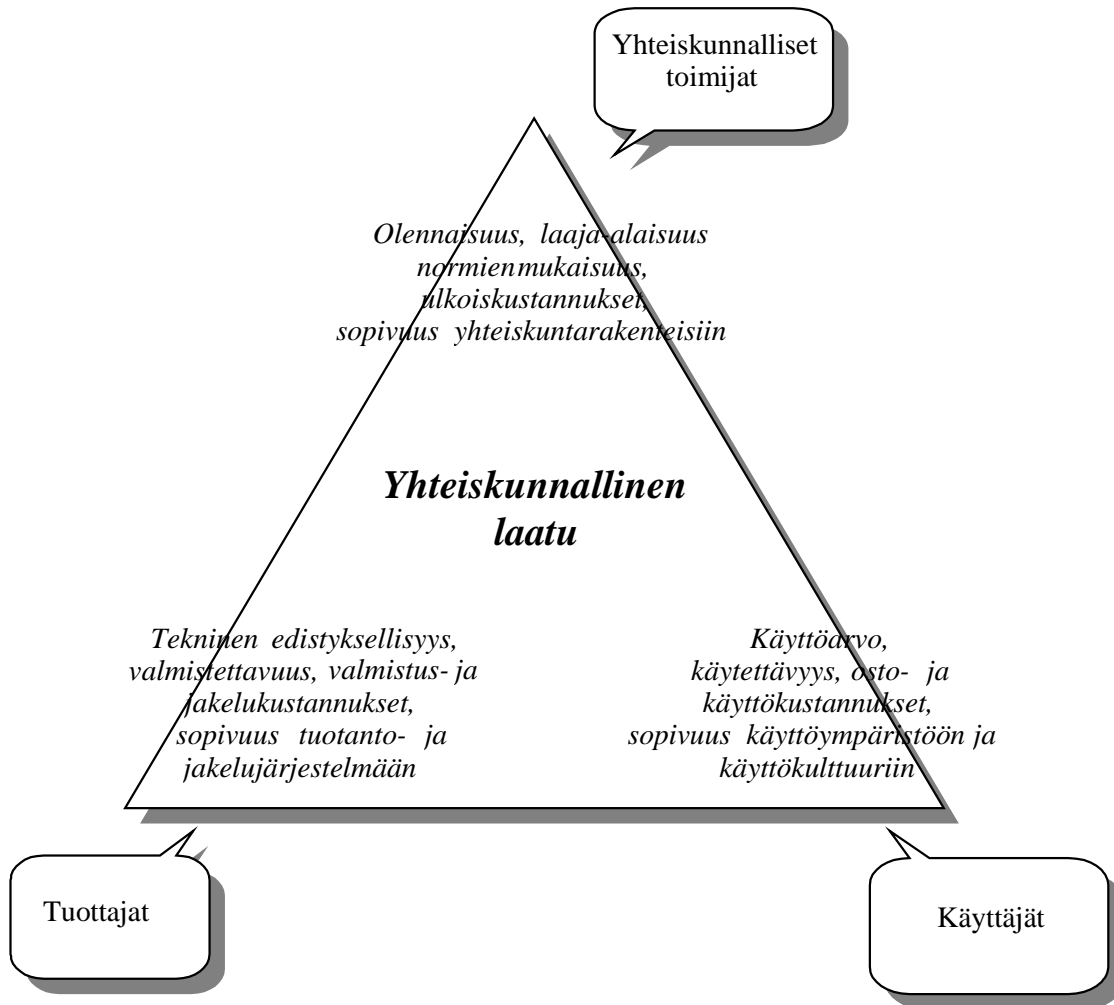 Yhteiskunnalliset
toimijat
Olennaisuus, laaja-alaisuus
normienmukaisuus,
ulkoiskustannukset,
sopivuus yhteiskuntarakenteisiin
Yhteiskunnallinen
laatu
Tekninen edistyksellisyys,
valmistettavuus, valmistus- ja
jakelukustannukset,
sopivuus tuotanto- ja
jakelujärjestelmään
Käyttöarvo,
käytettävyys, osto- ja
käyttökustannukset,
sopivuus käyttöympäristöön ja
käyttökulttuuriin
Tuottajat
Käyttäjät